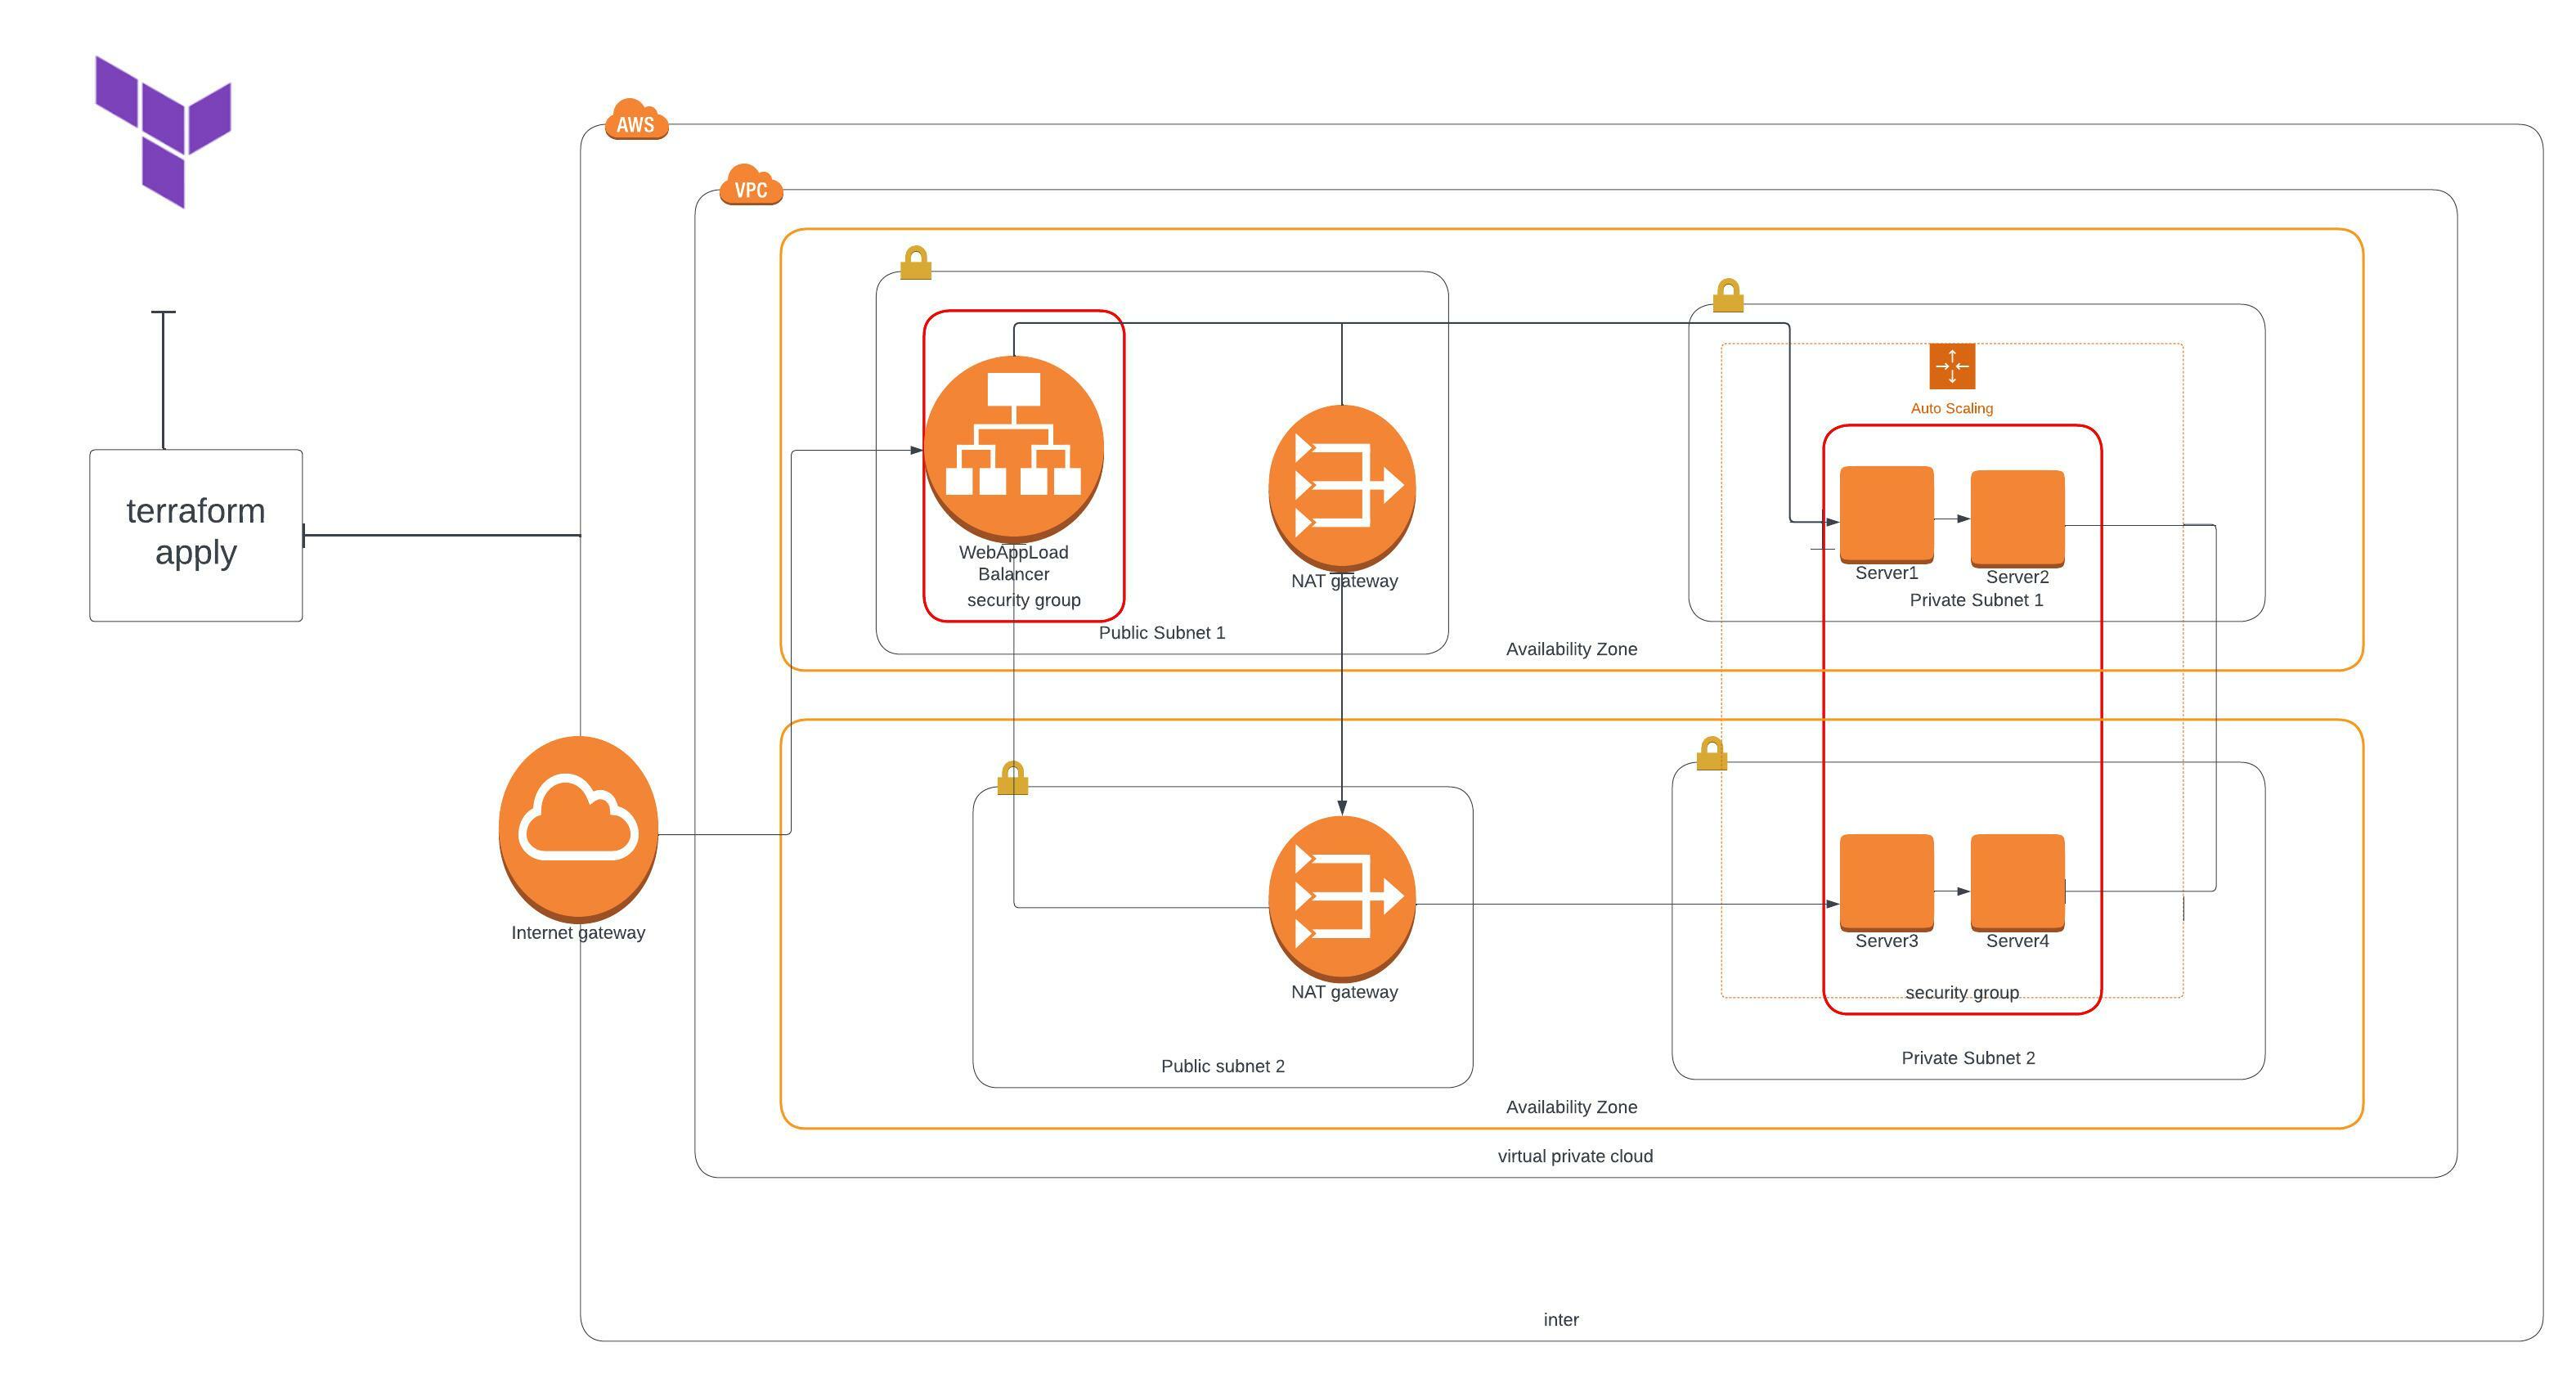 AWS
VPC
Auto Scaling
terraform
apply
WebAppLoad
Balancer
security group
NAT gateway
Server1
Server2
Private Subnet 1
Public Subnet 1
Availability Zone
Internet gateway
NAT gateway
Server3
Server4
security group
Public subnet 2
Private Subnet 2
Availability Zone
virtual private cloud
inter